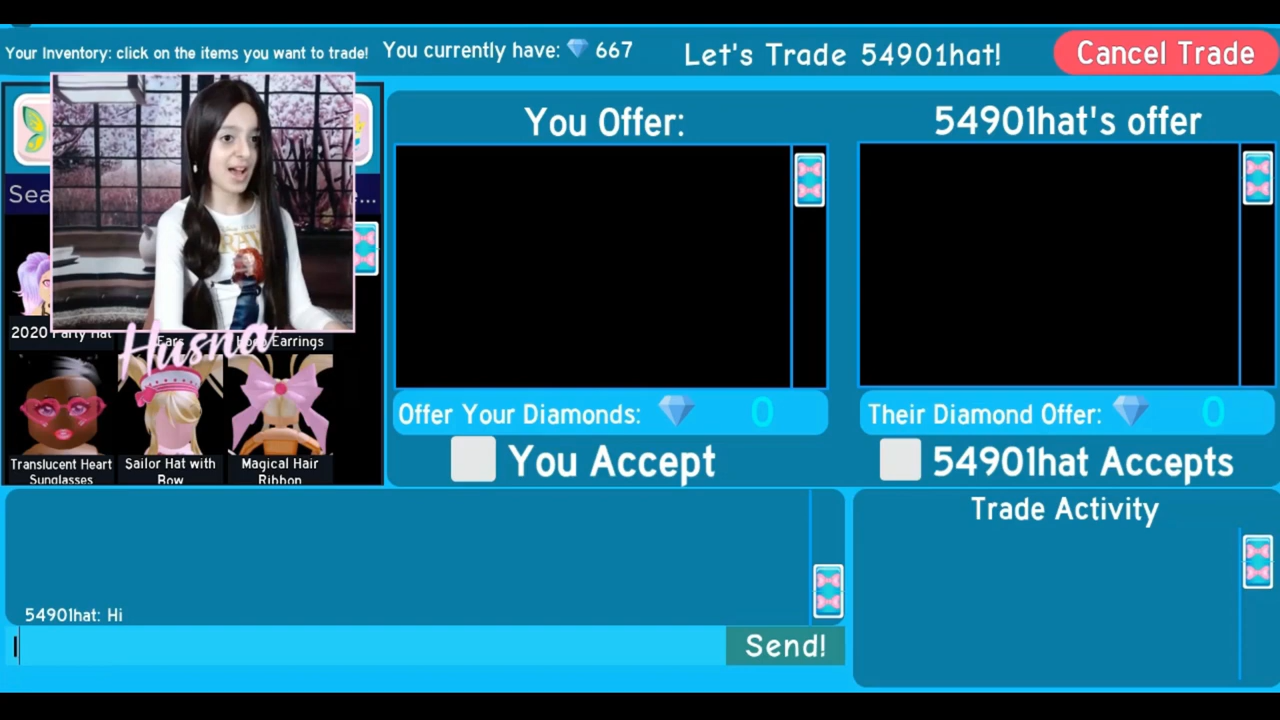 Your Inventory: click on the items you want to trade!
You currently have: 667
Let's Trade 54901hat!
Cancel Trade
Sea
...
You Offer:
54901hat's offer
2020 Party Hat
Ears
Earrings
Husna
Translucent Heart
Sunglasses
Sailor Hat with
Bow
Magical Hair
Ribbon
Offer Your Diamonds: 0
Their Diamond Offer: 0
You Accept
54901hat Accepts
Trade Activity
54901hat: Hi
Send!